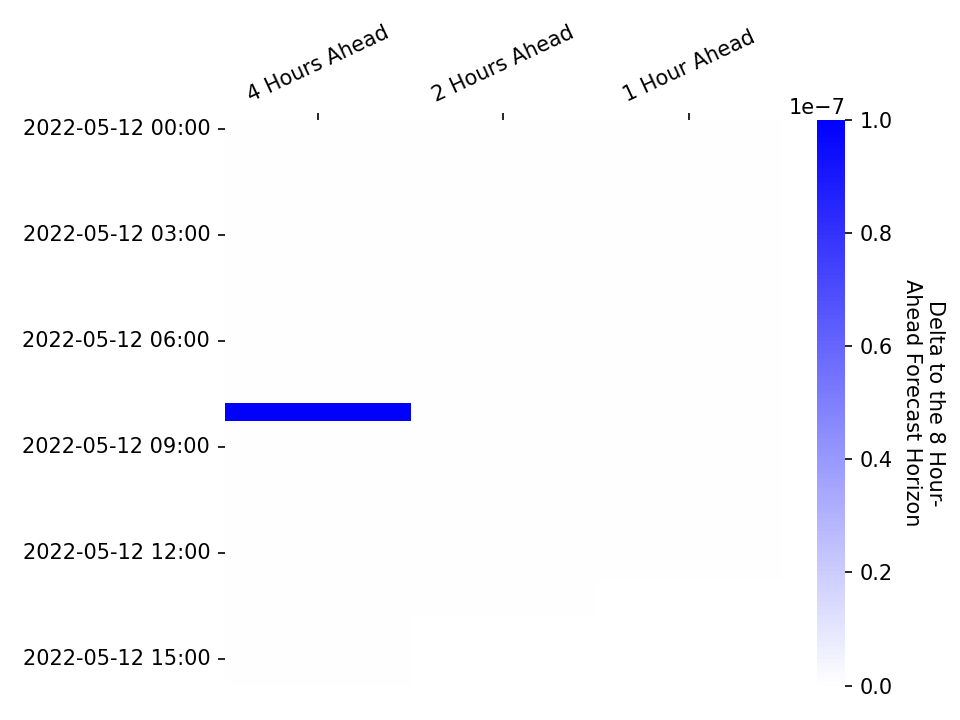 4 Hours Ahead
2 Hours Ahead
1 Hour Ahead
1e−7
2022-05-12 00:00
2022-05-12 03:00
2022-05-12 06:00
2022-05-12 09:00
2022-05-12 12:00
2022-05-12 15:00
1.0
0.8
0.6
0.4
0.2
0.0
Delta to the 8 Hour-
Ahead Forecast Horizon